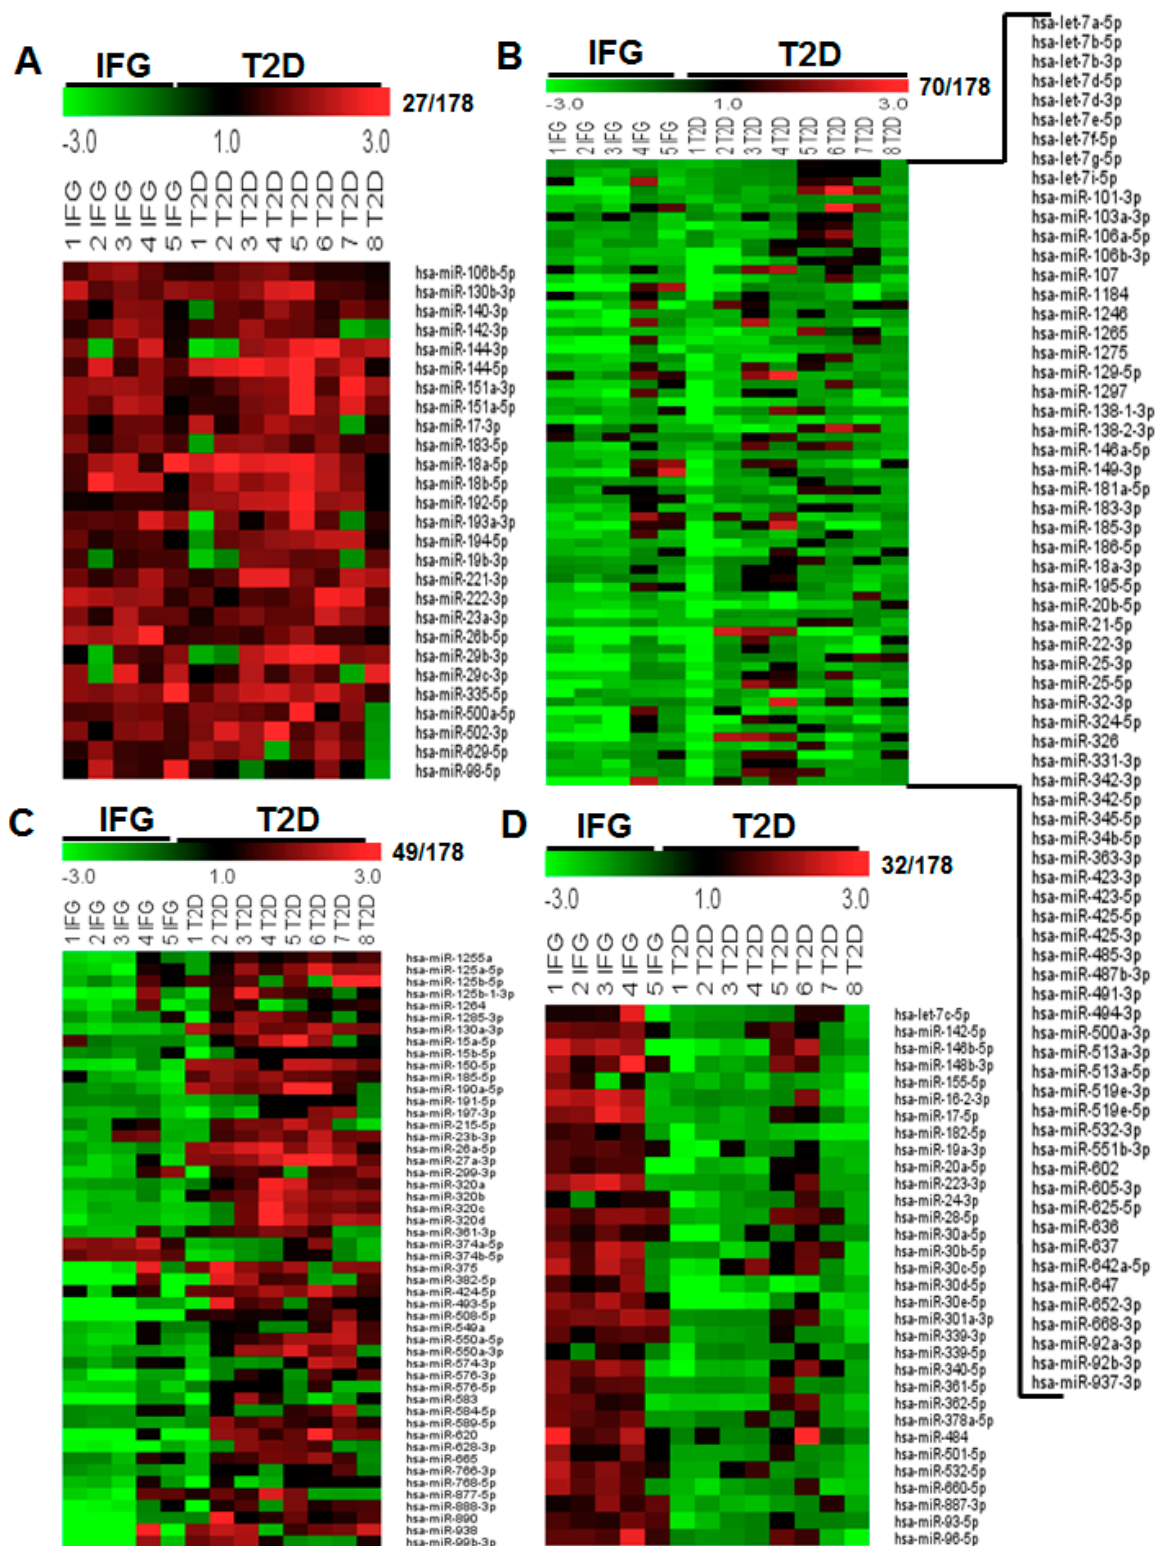 A
IFG T2D
27/178
-3.0 1.0 3.0
1 IFG
2 IFG
3 IFG
4 IFG
5 IFG
1 T2D
2 T2D
3 T2D
4 T2D
5 T2D
6 T2D
7 T2D
8 T2D
hsa-miR-106b-5p
hsa-miR-130b-3p
hsa-miR-140-3p
hsa-miR-142-3p
hsa-miR-144-3p
hsa-miR-144-5p
hsa-miR-151a-3p
hsa-miR-151a-5p
hsa-miR-17-3p
hsa-miR-183-5p
hsa-miR-18a-5p
hsa-miR-18b-5p
hsa-miR-192-5p
hsa-miR-193a-3p
hsa-miR-194-5p
hsa-miR-19b-3p
hsa-miR-221-3p
hsa-miR-222-3p
hsa-miR-23a-3p
hsa-miR-26b-5p
hsa-miR-29b-3p
hsa-miR-29c-3p
hsa-miR-335-5p
hsa-miR-500a-5p
hsa-miR-502-3p
hsa-miR-629-5p
hsa-miR-98-5p
B
IFG T2D
70/178
-3.0 1.0 3.0
1 IFG
2 IFG
3 IFG
4 IFG
5 IFG
1 T2D
2 T2D
3 T2D
4 T2D
5 T2D
6 T2D
7 T2D
8 T2D
hsa-let-7a-5p
hsa-let-7b-5p
hsa-let-7b-3p
hsa-let-7d-5p
hsa-let-7d-3p
hsa-let-7e-5p
hsa-let-7f-5p
hsa-let-7g-5p
hsa-let-7i-5p
hsa-miR-101-3p
hsa-miR-103a-3p
hsa-miR-106a-5p
hsa-miR-106b-3p
hsa-miR-107
hsa-miR-1184
hsa-miR-1246
hsa-miR-1265
hsa-miR-1275
hsa-miR-129-5p
hsa-miR-1297
hsa-miR-138-1-3p
hsa-miR-138-2-3p
hsa-miR-146a-5p
hsa-miR-149-3p
hsa-miR-181a-5p
hsa-miR-183-3p
hsa-miR-185-3p
hsa-miR-186-5p
hsa-miR-18a-3p
hsa-miR-195-5p
hsa-miR-20b-5p
hsa-miR-21-5p
hsa-miR-22-3p
hsa-miR-25-3p
hsa-miR-25-5p
hsa-miR-32-3p
hsa-miR-324-5p
hsa-miR-326
hsa-miR-331-3p
hsa-miR-342-3p
hsa-miR-342-5p
hsa-miR-345-5p
hsa-miR-34b-5p
hsa-miR-363-3p
hsa-miR-423-3p
hsa-miR-423-5p
hsa-miR-425-5p
hsa-miR-425-3p
hsa-miR-485-3p
hsa-miR-487b-3p
hsa-miR-491-3p
hsa-miR-494-3p
hsa-miR-500a-3p
hsa-miR-513a-3p
hsa-miR-513a-5p
hsa-miR-519e-3p
hsa-miR-519e-5p
hsa-miR-532-3p
hsa-miR-551b-3p
hsa-miR-602
hsa-miR-605-3p
hsa-miR-625-5p
hsa-miR-636
hsa-miR-637
hsa-miR-642a-5p
hsa-miR-647
hsa-miR-652-3p
hsa-miR-668-3p
hsa-miR-92a-3p
hsa-miR-92b-3p
hsa-miR-937-3p
C
IFG T2D
49/178
-3.0 1.0 3.0
1 IFG
2 IFG
3 IFG
4 IFG
5 IFG
1 T2D
2 T2D
3 T2D
4 T2D
5 T2D
6 T2D
7 T2D
8 T2D
hsa-miR-1255a
hsa-miR-125a-5p
hsa-miR-125b-5p
hsa-miR-125b-1-3p
hsa-miR-1264
hsa-miR-1285-3p
hsa-miR-130a-3p
hsa-miR-15a-5p
hsa-miR-15b-5p
hsa-miR-150-5p
hsa-miR-185-5p
hsa-miR-190a-5p
hsa-miR-191-5p
hsa-miR-197-3p
hsa-miR-215-5p
hsa-miR-23b-3p
hsa-miR-26a-5p
hsa-miR-27a-3p
hsa-miR-299-3p
hsa-miR-320a
hsa-miR-320b
hsa-miR-320c
hsa-miR-320d
hsa-miR-361-3p
hsa-miR-374a-5p
hsa-miR-374b-5p
hsa-miR-375
hsa-miR-382-5p
hsa-miR-424-5p
hsa-miR-493-5p
hsa-miR-508-5p
hsa-miR-549a
hsa-miR-550a-5p
hsa-miR-550a-3p
hsa-miR-574-3p
hsa-miR-576-3p
hsa-miR-576-5p
hsa-miR-583
hsa-miR-584-5p
hsa-miR-589-5p
hsa-miR-620
hsa-miR-628-3p
hsa-miR-665
hsa-miR-766-3p
hsa-miR-768-5p
hsa-miR-877-5p
hsa-miR-888-3p
hsa-miR-890
hsa-miR-938
hsa-miR-99b-3p
D
IFG T2D
32/178
-3.0 1.0 3.0
1 IFG
2 IFG
3 IFG
4 IFG
5 IFG
1 T2D
2 T2D
3 T2D
4 T2D
5 T2D
6 T2D
7 T2D
8 T2D
hsa-let-7c-5p
hsa-miR-142-5p
hsa-miR-146b-5p
hsa-miR-148b-3p
hsa-miR-155-5p
hsa-miR-16-2-3p
hsa-miR-17-5p
hsa-miR-182-5p
hsa-miR-19a-3p
hsa-miR-20a-5p
hsa-miR-223-3p
hsa-miR-24-3p
hsa-miR-28-5p
hsa-miR-30a-5p
hsa-miR-30b-5p
hsa-miR-30c-5p
hsa-miR-30d-5p
hsa-miR-30e-5p
hsa-miR-301a-3p
hsa-miR-339-3p
hsa-miR-339-5p
hsa-miR-340-5p
hsa-miR-361-5p
hsa-miR-362-5p
hsa-miR-378a-5p
hsa-miR-484
hsa-miR-501-5p
hsa-miR-532-5p
hsa-miR-660-5p
hsa-miR-887-3p
hsa-miR-93-5p
hsa-miR-96-5p